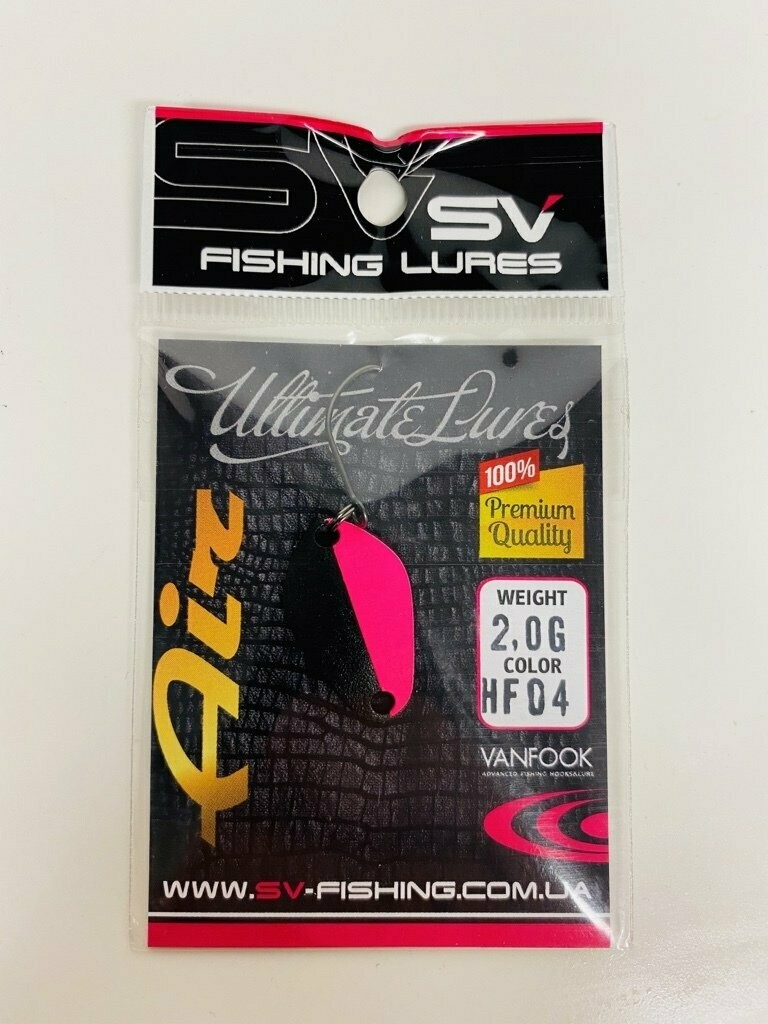 SV
SV
FISHING LURES
Ultimate Lures
Air
100%
Premium
Quality
WEIGHT
2,0G
COLOR
HF04
VANFOOK
ADVANCED FISHING HOOKS&LURE
WWW.SV-FISHING.COM.UA